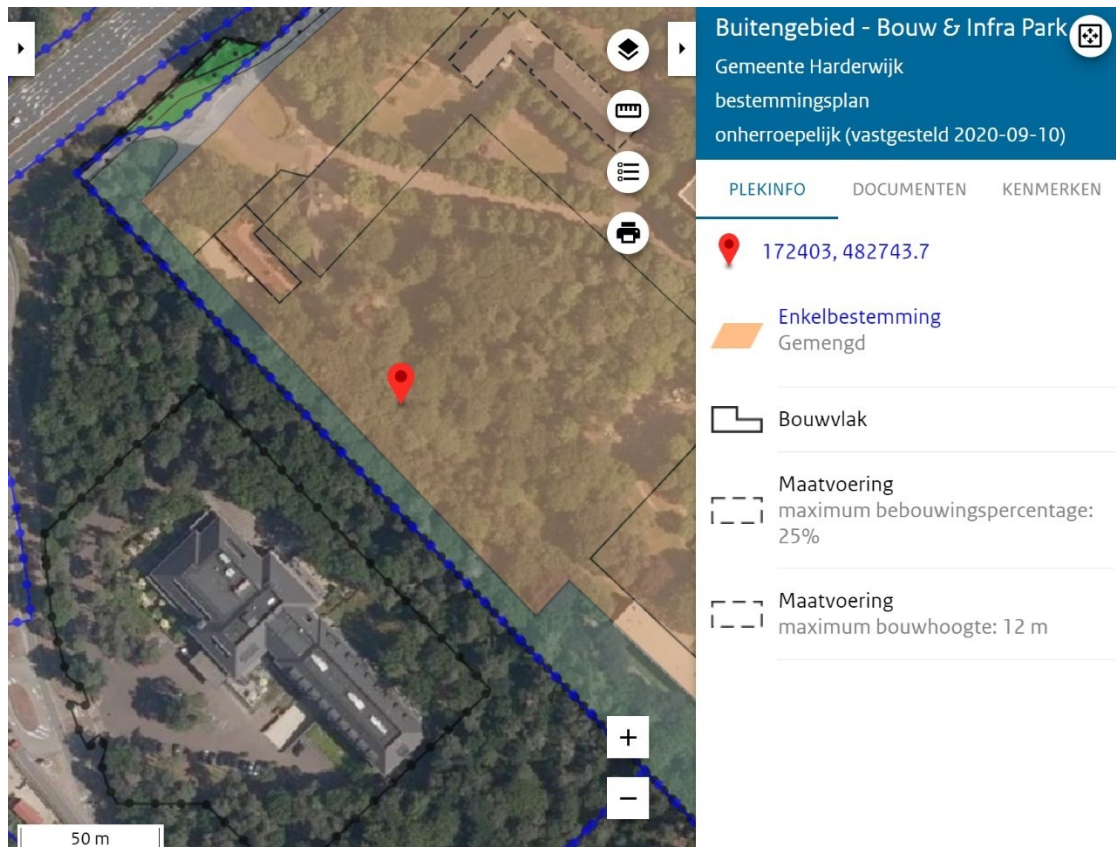 Buitengebied - Bouw & Infra Park
Gemeente Harderwijk
bestemmingsplan
onherroepelijk (vastgesteld 2020-09-10)
PLEKINFO DOCUMENTEN KENMERKEN
172403, 482743.7
Enkelbestemming
Gemengd
Bouwvlak
Maatvoering
maximum bebouwingspercentage:
25%
Maatvoering
maximum bouwhoogte: 12 m
+
−
50 m